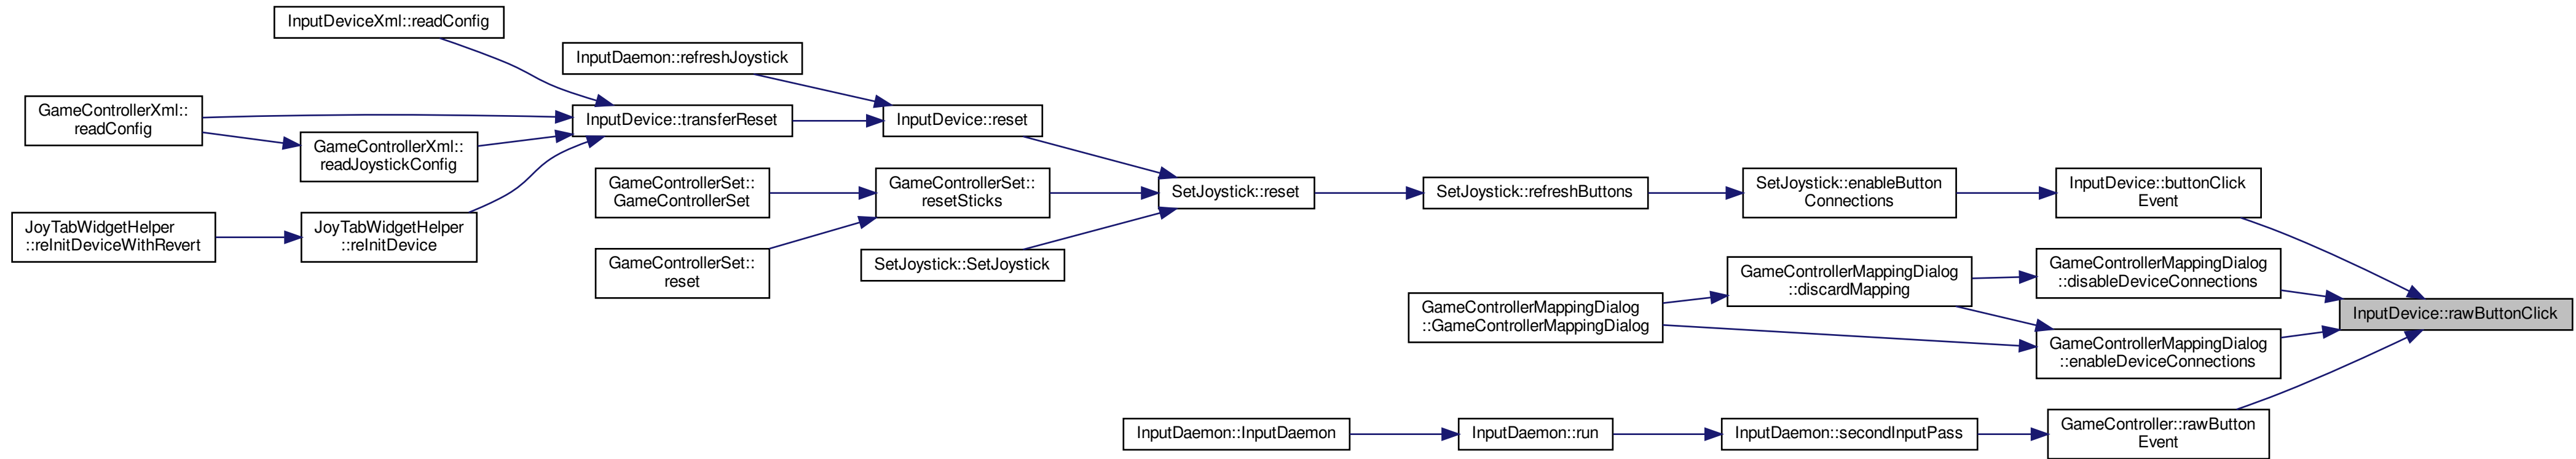 InputDeviceXml::readConfig
InputDaemon::refreshJoystick
GameControllerXml::
readConfig
InputDevice::transferReset
InputDevice::reset
GameControllerXml::
readJoystickConfig
GameControllerSet::
GameControllerSet
GameControllerSet::
resetSticks
SetJoystick::reset
SetJoystick::refreshButtons
SetJoystick::enableButton
Connections
InputDevice::buttonClick
Event
JoyTabWidgetHelper
::reInitDeviceWithRevert
JoyTabWidgetHelper
::reInitDevice
GameControllerSet::
reset
SetJoystick::SetJoystick
GameControllerMappingDialog
::discardMapping
GameControllerMappingDialog
::disableDeviceConnections
GameControllerMappingDialog
::GameControllerMappingDialog
InputDevice::rawButtonClick
GameControllerMappingDialog
::enableDeviceConnections
InputDaemon::InputDaemon
InputDaemon::run
InputDaemon::secondInputPass
GameController::rawButton
Event